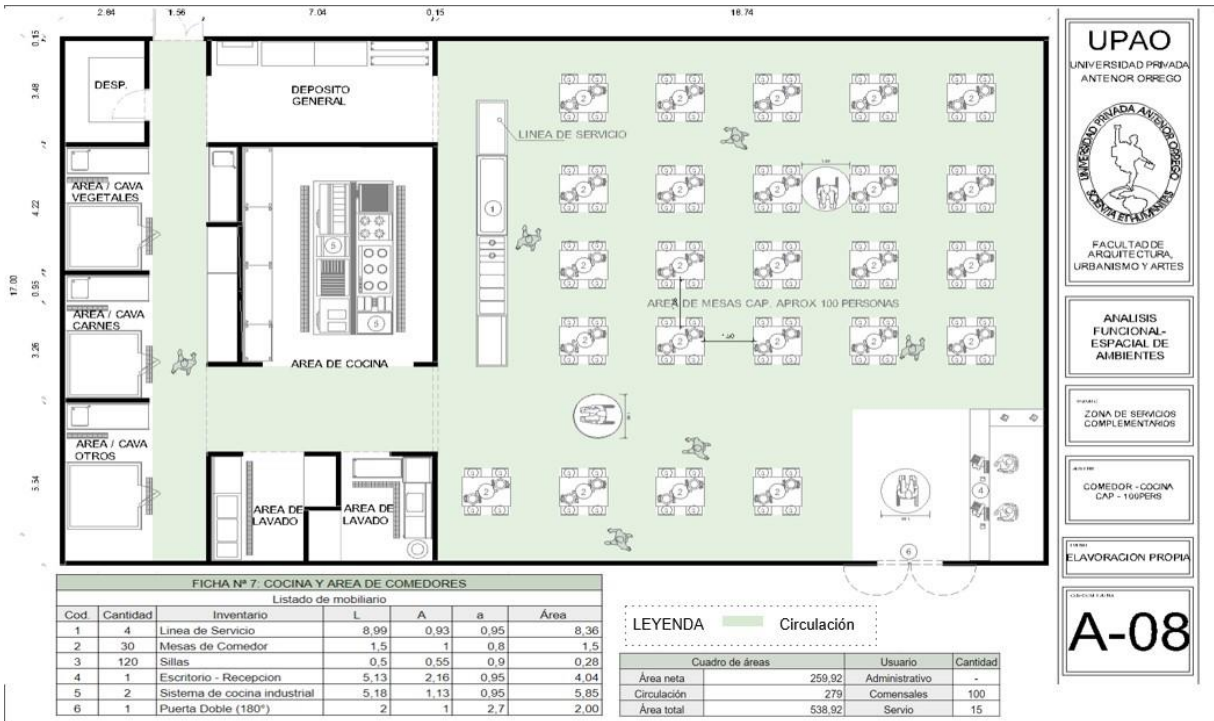 2.84 1.56 7.04 0.15 18.74
0.15
3.48
4.22
0.95
3.26
17.00
DESP.
DEPOSITO
GENERAL
LINEA DE SERVICIO
AREA / CAVA
VEGETALES
AREA / CAVA
CARNES
AREA / CAVA
OTROS
AREA DE COCINA
AREA DE
LAVADO
AREA DE
LAVADO
AREA DE MESAS CAP. APROX 100 PERSONAS
UPAO
UNIVERSIDAD PRIVADA
ANTENOR ORREGO
UNIVERSIDAD PRIVADA ANTENOR ORREGO
FACULTAD DE
ARQUITECTURA,
URBANISMO Y ARTES
ANALISIS
FUNCIONAL-
ESPACIAL DE
AMBIENTES
ZONA DE SERVICIOS
COMPLEMENTARIOS
COMEDOR - COCINA
CAP - 100PERS
ELAVORACION PROPIA
A-08
FICHA Nª 7: COCINA Y AREA DE COMEDORES
Listado de mobiliario
Cod. Cantidad Inventario L A a Área
1 4 Linea de Servicio 8,99 0,93 0,95 8,36
2 30 Mesas de Comedor 1,5 1 0,8 1,5
3 120 Sillas 0,5 0,55 0,9 0,28
4 1 Escritorio - Recepcion 5,13 2,16 0,95 4,04
5 2 Sistema de cocina industrial 5,18 1,13 0,95 5,85
6 1 Puerta Doble (180°) 2 1 2,7 2,00
LEYENDA Circulación
Cuadro de áreas Usuario Cantidad
Área neta 259,92 Administrativo -
Circulación 279 Comensales 100
Área total 538,92 Servio 15